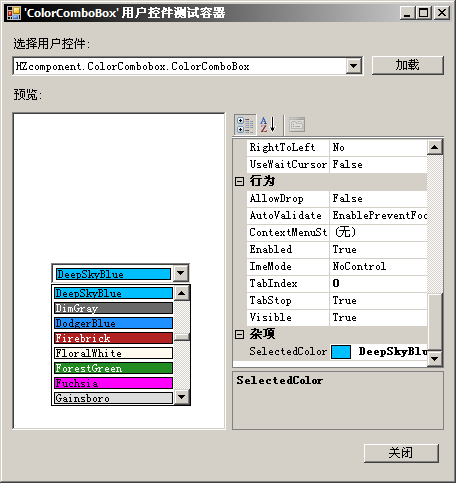 'ColorComboBox' 用户控件测试容器
选择用户控件:
HZcomponent.ColorCombobox.ColorComboBox
加载
预览:
RightToLeft No
UseWaitCursor False
行为
AllowDrop False
AutoValidate EnablePreventFoc
ContextMenuSt (无)
Enabled True
ImeMode NoControl
TabIndex 0
TabStop True
Visible True
杂项
SelectedColor DeepSkyBlu
SelectedColor
DeepSkyBlue
DeepSkyBlue
DimGray
DodgerBlue
Firebrick
FloralWhite
ForestGreen
Fuchsia
Gainsboro
关闭